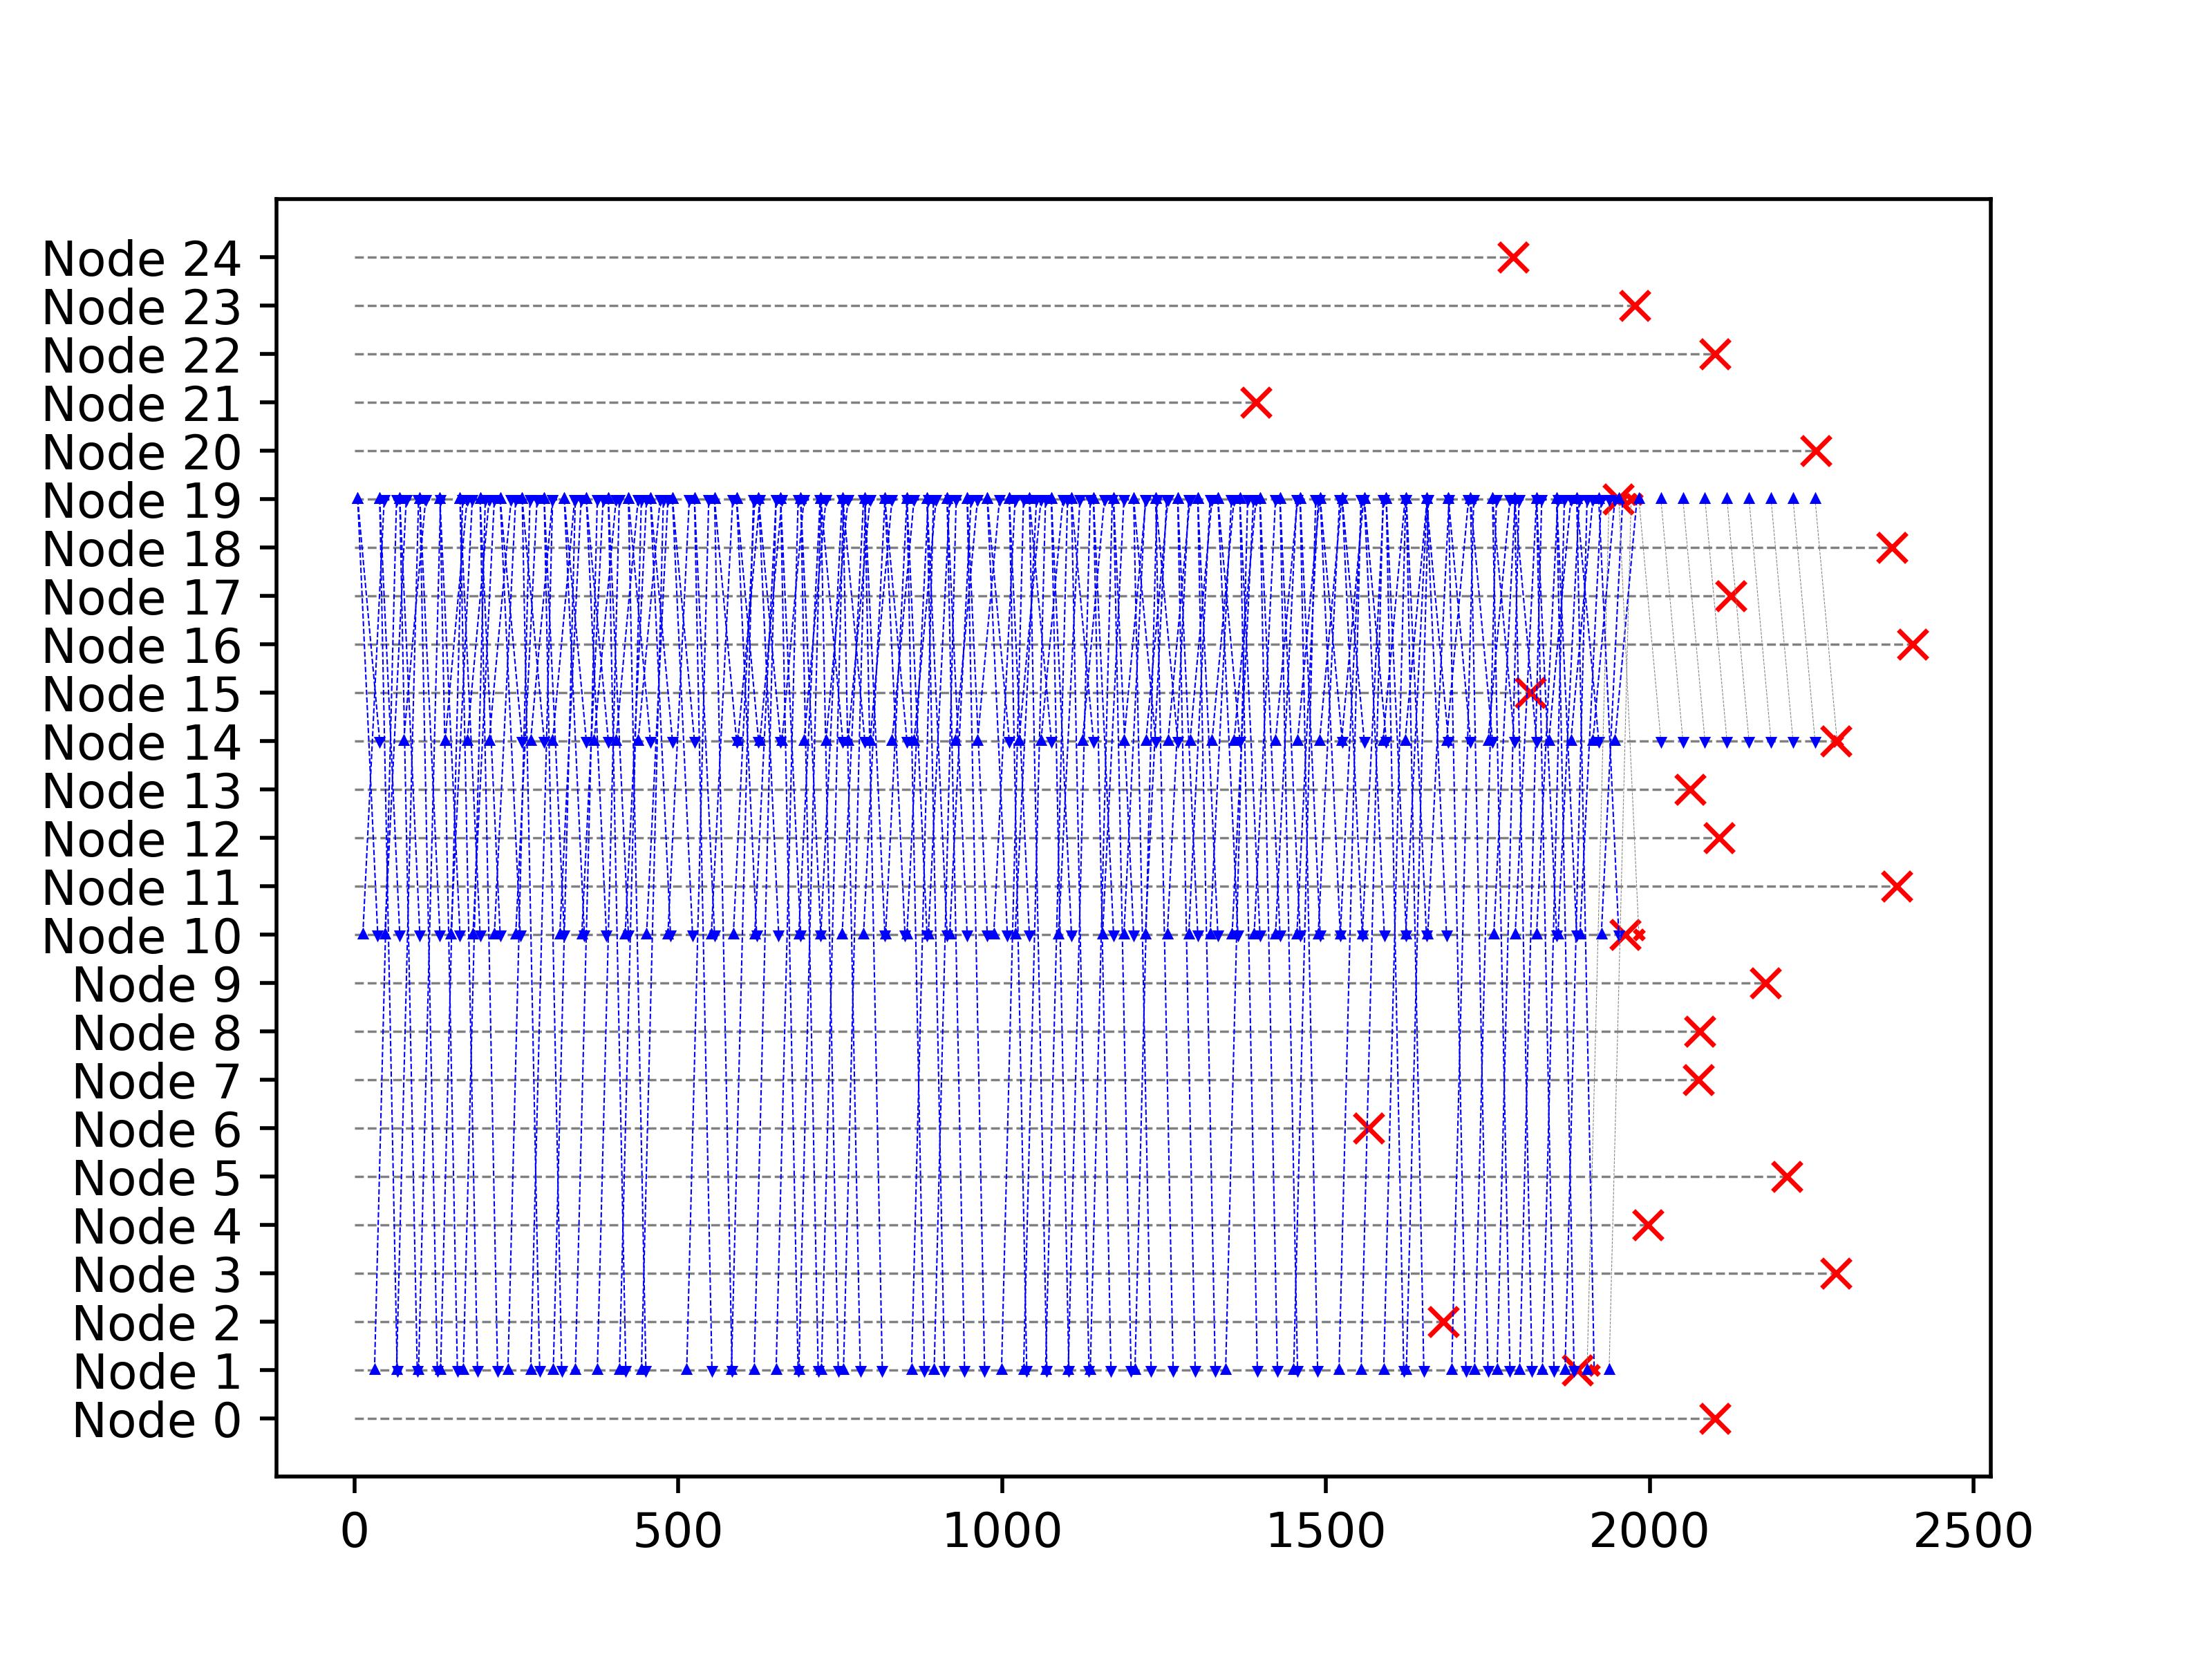 Node 24
Node 23
Node 22
Node 21
Node 20
Node 19
Node 18
Node 17
Node 16
Node 15
Node 14
Node 13
Node 12
Node 11
Node 10
Node 9
Node 8
Node 7
Node 6
Node 5
Node 4
Node 3
Node 2
Node 1
Node 0
0 500 1000 1500 2000 2500